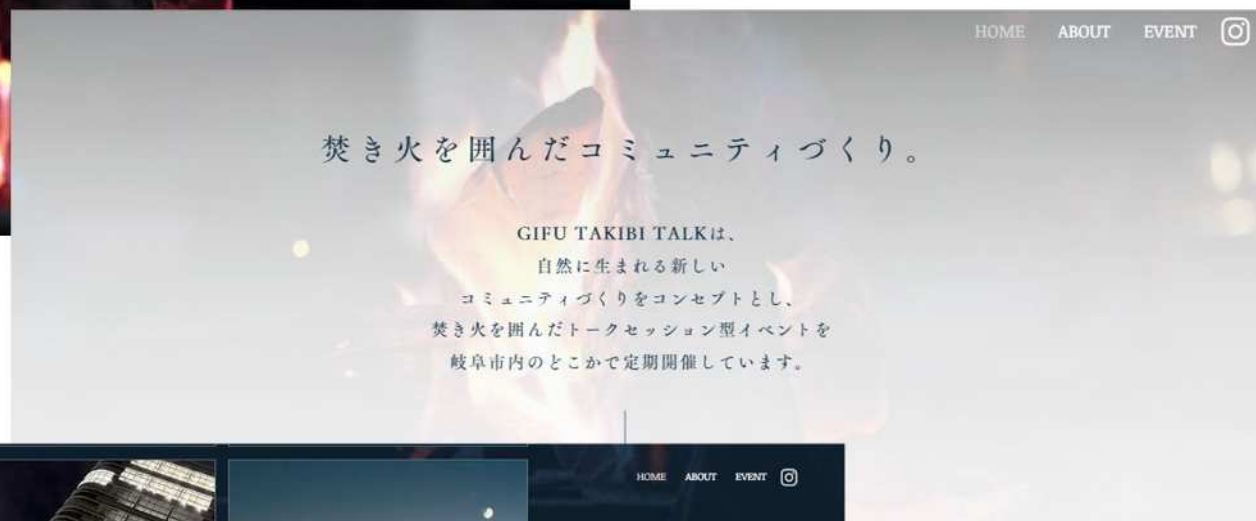 HOME ABOUT EVENT
焚き火を囲んだコミュニティづくり。
GIFU TAKIBI TALKは、
自然に生まれる新しい
コミュニティづくりをコンセプトとし、
焚き火を囲んだトークセッション型イベントを
岐阜市内のどこかで定期開催しています。
HOME ABOUT EVENT